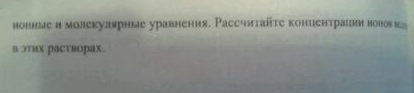 ионные и молекулярные уравнения. Рассчитайте концентрации ионов
в этих растворах.